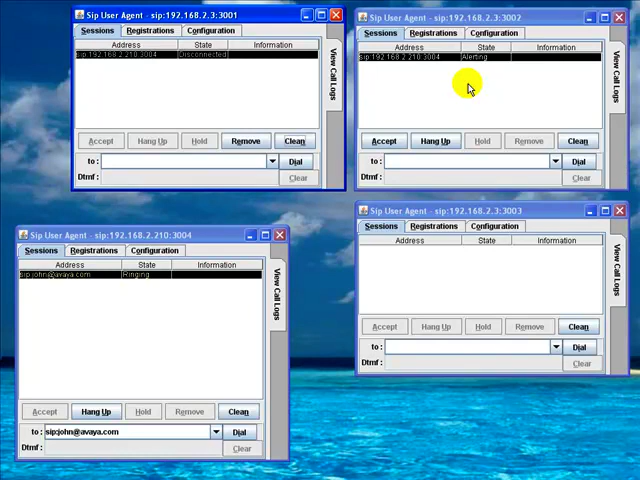 Sip User Agent - sip:192.168.2.3:3001
Sessions Registrations Configuration
Address State Information
sip:192.168.2.210:3004 Disconnected
View Call Logs
Accept Hang Up Hold Remove Clean
to : Dial
Dtmf : Clear
Sip User Agent - sip:192.168.2.3:3002
Sessions Registrations Configuration
Address State Information
sip:192.168.2.210:3004 Alerting
View Call Logs
Accept Hang Up Hold Remove Clean
to : Dial
Dtmf : Clear
Sip User Agent - sip:192.168.2.210:3004
Sessions Registrations Configuration
Address State Information
sip:john@avaya.com Ringing
View Call Logs
Accept Hang Up Hold Remove Clean
to : sip:john@avaya.com Dial
Dtmf : Clear
Sip User Agent - sip:192.168.2.3:3003
Sessions Registrations Configuration
Address State Information
View Call Logs
Accept Hang Up Hold Remove Clean
to : Dial
Dtmf : Clear